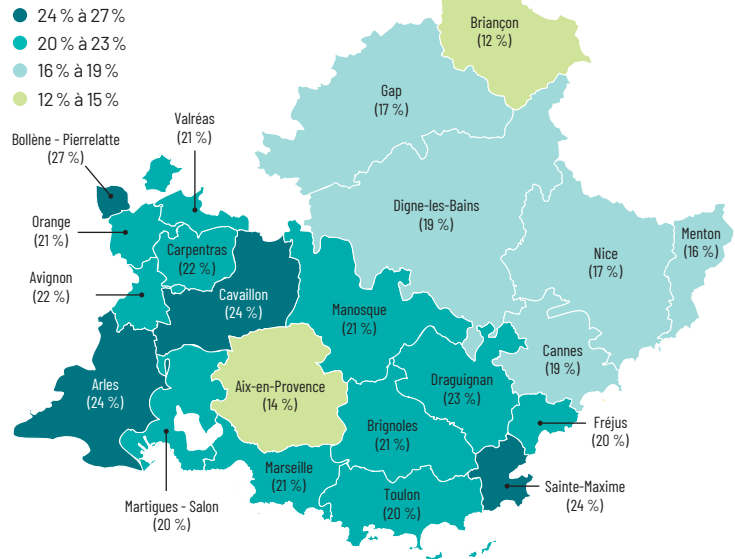 24 % à 27 %
20 % à 23 %
16 % à 19 %
12 % à 15 %
Briançon
(12 %)
Gap
(17 %)
Valréas
(21 %)
Bollène - Pierrelatte
(27 %)
Digne-les-Bains
(19 %)
Orange
(21 %)
Carpentras
(22 %)
Nice
(17 %)
Menton
(16 %)
Avignon
(22 %)
Cavaillon
(24 %)
Manosque
(21 %)
Cannes
(19 %)
Arles
(24 %)
Aix-en-Provence
(14 %)
Draguignan
(23 %)
Brignoles
(21 %)
Fréjus
(20 %)
Marseille
(21 %)
Toulon
(20 %)
Sainte-Maxime
(24 %)
Martigues - Salon
(20 %)